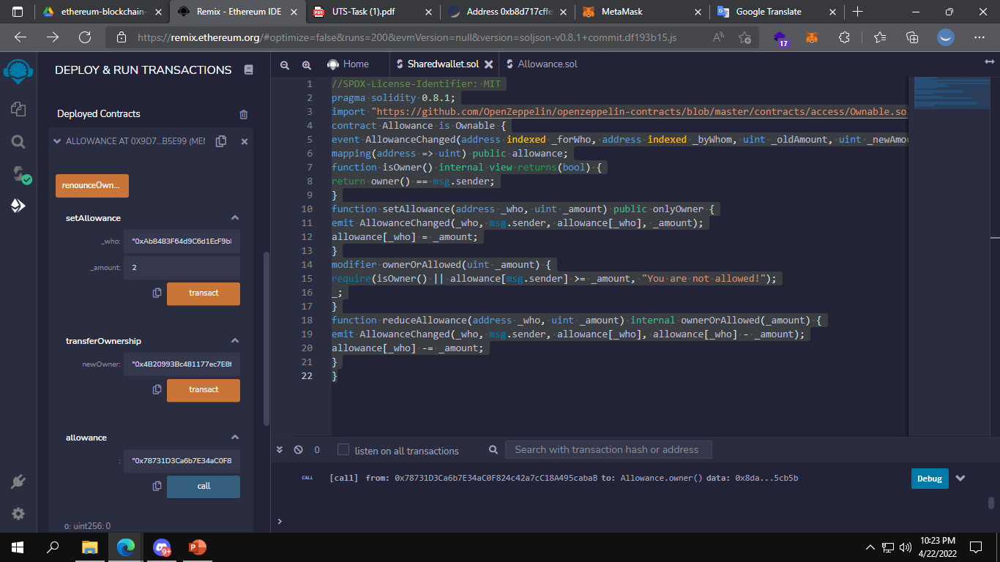 ethereum-blockchain-
Remix - Ethereum IDE
UTS-Task (1).pdf
Address 0xb8d717cffe
MetaMask
Google Translate
https://remix.ethereum.org/#optimize=false&runs=200&evmVersion=null&version=soljson-v0.8.1+commit.df193b15.js
17
DEPLOY & RUN TRANSACTIONS
Home
Sharedwallet.sol
Allowance.sol
Deployed Contracts
ALLOWANCE AT 0X9D7...B5E99 (MEM
renounceOwn...
setAllowance
_who:
"0xAb8483F64d9C6d1EcF9b8
_amount:
2
transact
transferOwnership
newOwner:
"0x4B20993Bc481177ec7E8f
transact
allowance
:
"0x78731D3Ca6b7E34aC0F8
call
0: uint256: 0
1 //SPDX-License-Identifier: MIT
2 pragma solidity 0.8.1;
3 import "https://github.com/OpenZeppelin/openzeppelin-contracts/blob/master/contracts/access/Ownable.so
4 contract Allowance is Ownable {
5 event AllowanceChanged(address indexed _forWho, address indexed _byWhom, uint _oldAmount, uint _newAmou
6 mapping(address => uint) public allowance;
7 function isOwner() internal view returns(bool) {
8 return owner() == msg.sender;
9 }
10 function setAllowance(address _who, uint _amount) public onlyOwner {
11 emit AllowanceChanged(_who, msg.sender, allowance[_who], _amount);
12 allowance[_who] = _amount;
13 }
14 modifier ownerOrAllowed(uint _amount) {
15 require(isOwner() || allowance[msg.sender] >= _amount, "You are not allowed!");
16 _;
17 }
18 function reduceAllowance(address _who, uint _amount) internal ownerOrAllowed(_amount) {
19 emit AllowanceChanged(_who, msg.sender, allowance[_who], allowance[_who] - _amount);
20 allowance[_who] -= _amount;
21 }
22 }
0
listen on all transactions
Search with transaction hash or address
CALL
[call] from: 0x78731D3Ca6b7E34aC0F824c42a7cC18A495cabaB to: Allowance.owner() data: 0x8da...5cb5b
Debug
>
9+
10:23 PM
4/22/2022